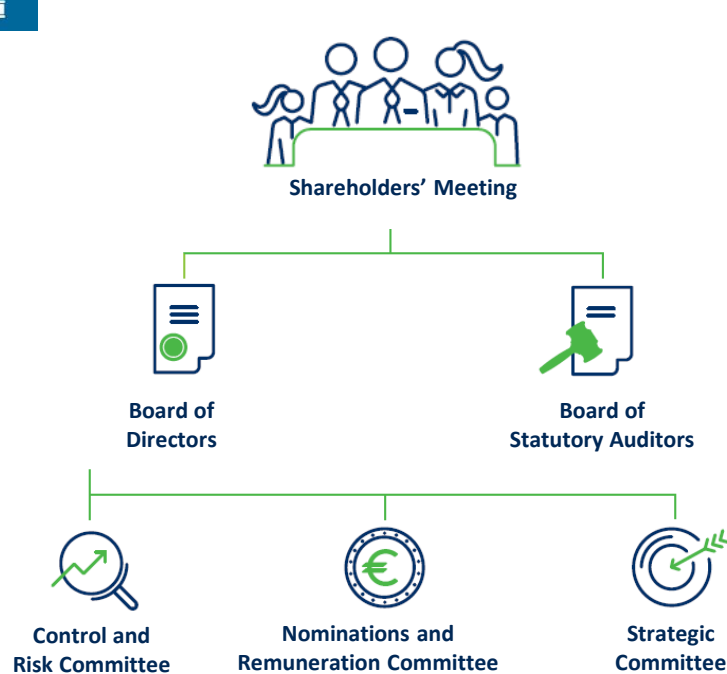 Shareholders’ Meeting
Board of
Directors
Board of
Statutory Auditors
Control and
Risk Committee
Nominations and
Remuneration Committee
Strategic
Committee